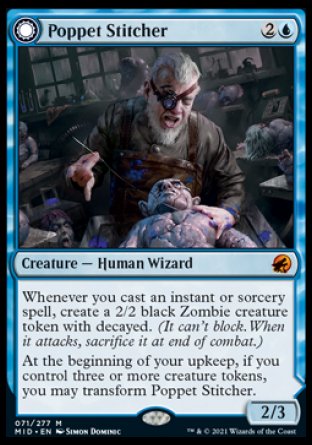 Poppet Stitcher 2
Creature — Human Wizard
Whenever you cast an instant or sorcery
spell, create a 2/2 black Zombie creature
token with decayed. (It can't block. When
it attacks, sacrifice it at end of combat.)
At the beginning of your upkeep, if you
control three or more creature tokens,
you may transform Poppet Stitcher.
2/3
071/277 M
MID • EN SIMON DOMINIC ™ & © 2021 Wizards of the Coast